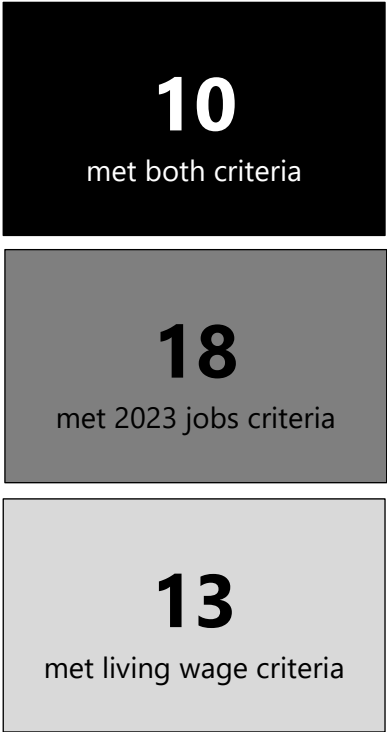 10
met both criteria
18
met 2023 jobs criteria
13
met living wage criteria